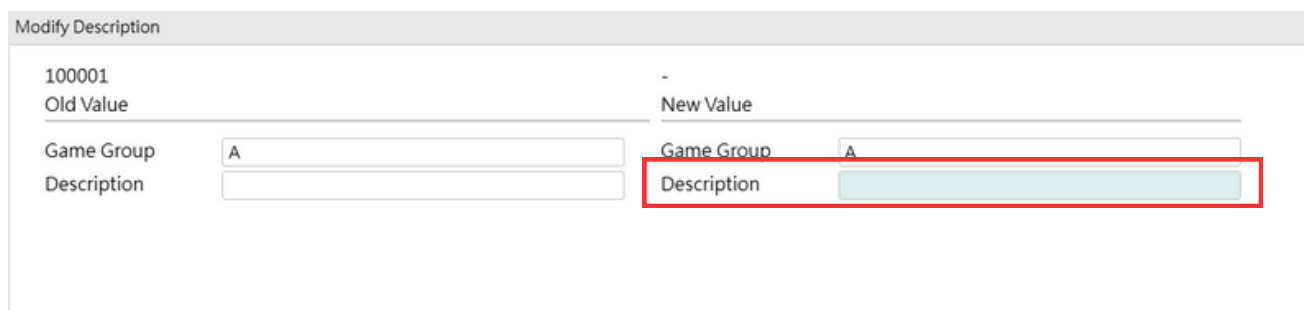 Modify Description
100001 -
Old Value New Value
Game Group A Game Group A
Description Description